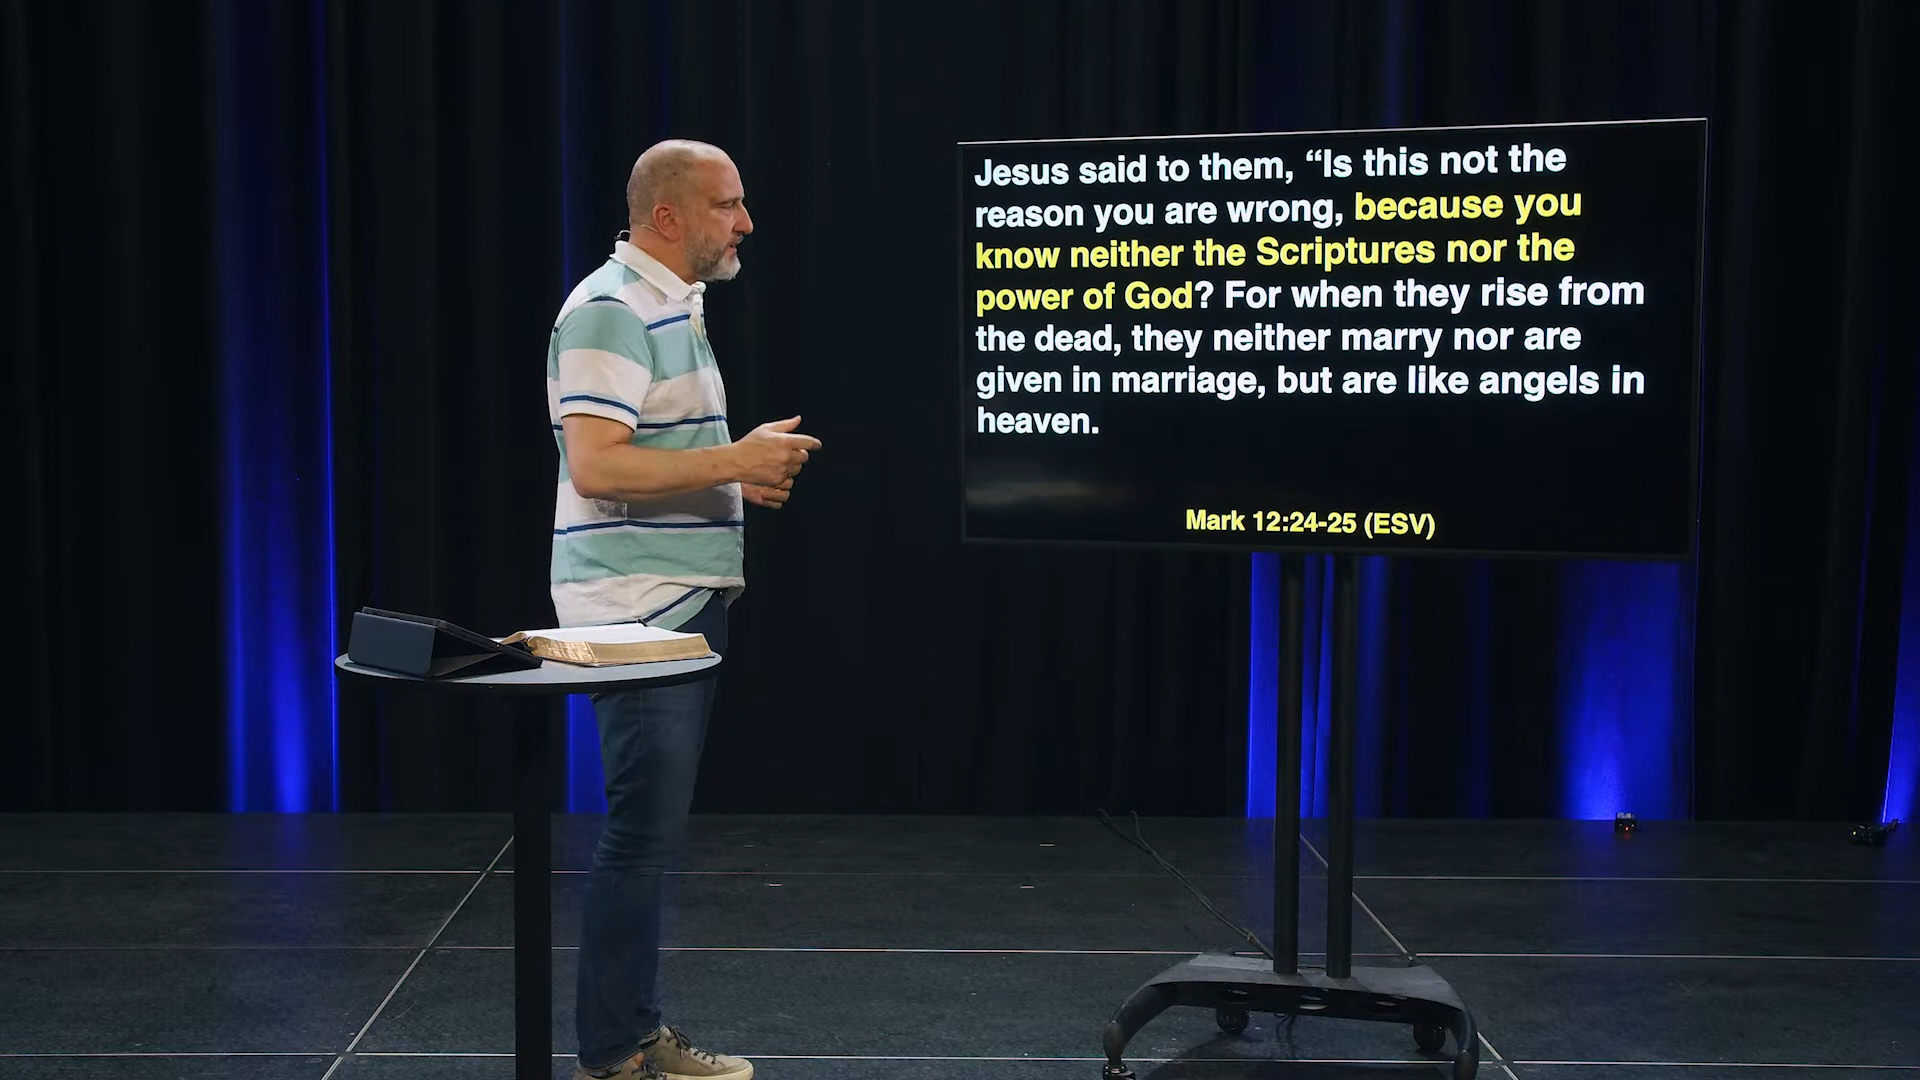 Jesus said to them, “Is this not the
reason you are wrong, because you
know neither the Scriptures nor the
power of God? For when they rise from
the dead, they neither marry nor are
given in marriage, but are like angels in
heaven.
Mark 12:24-25 (ESV)